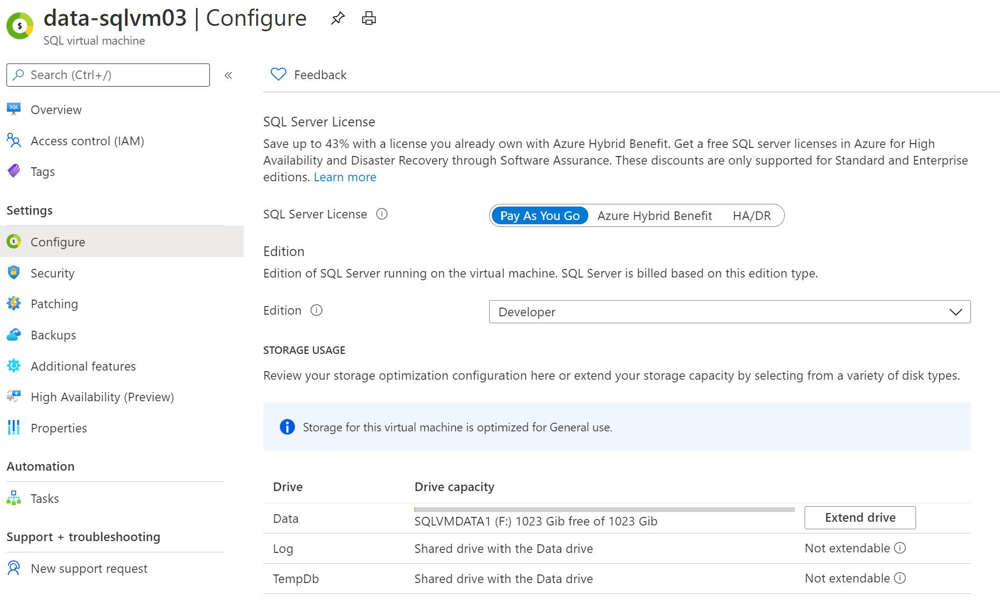 data-sqlvm03 | Configure
SQL virtual machine
Search (Ctrl+/)
«
Overview
Access control (IAM)
Tags
Settings
Configure
Security
Patching
Backups
Additional features
High Availability (Preview)
Properties
Automation
Tasks
Support + troubleshooting
New support request
Feedback
SQL Server License
Save up to 43% with a license you already own with Azure Hybrid Benefit. Get a free SQL server licenses in Azure for High
Availability and Disaster Recovery through Software Assurance. These discounts are only supported for Standard and Enterprise
editions. Learn more
SQL Server License Pay As You Go Azure Hybrid Benefit HA/DR
Edition
Edition of SQL Server running on the virtual machine. SQL Server is billed based on this edition type.
Edition Developer
STORAGE USAGE
Review your storage optimization configuration here or extend your storage capacity by selecting from a variety of disk types.
Storage for this virtual machine is optimized for General use.
Drive Drive capacity
Data SQLVMDATA1 (F:) 1023 Gib free of 1023 Gib Extend drive
Log Shared drive with the Data drive Not extendable
TempDb Shared drive with the Data drive Not extendable